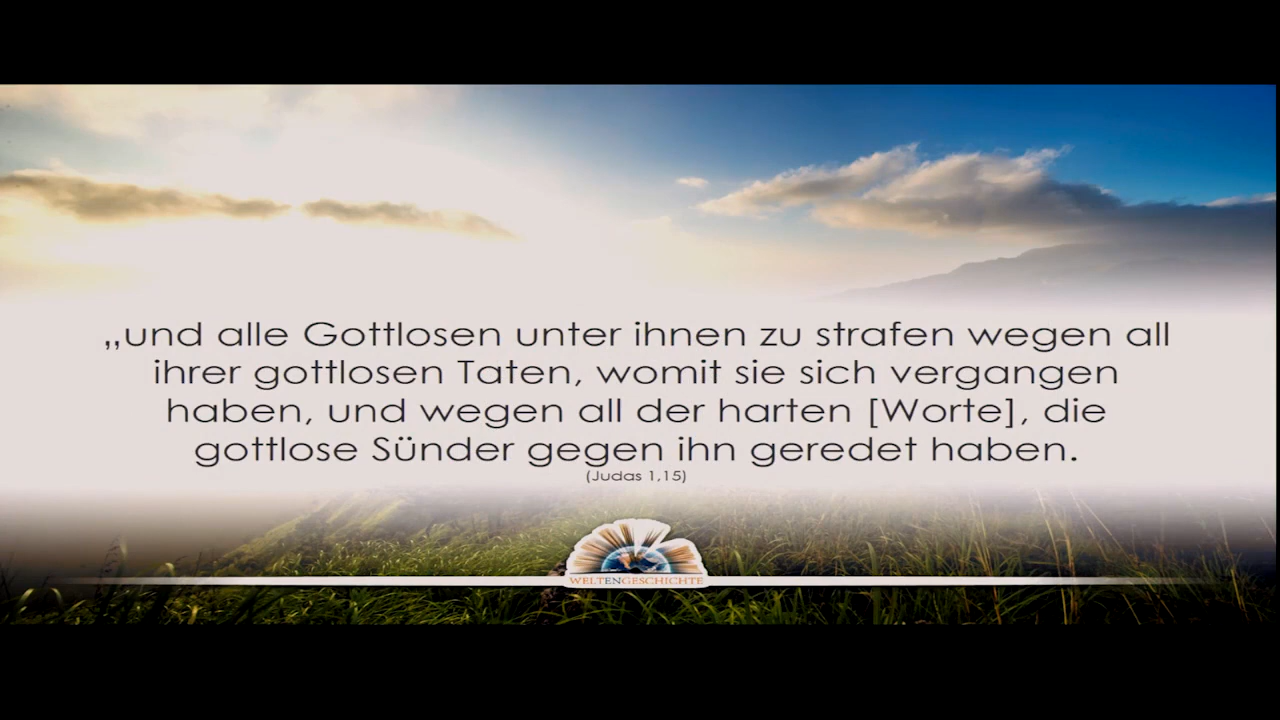 „und alle Gottlosen unter ihnen zu strafen wegen all
ihrer gottlosen Taten, womit sie sich vergangen
haben, und wegen all der harten [Worte], die
gottlose Sünder gegen ihn geredet haben.
(Judas 1,15)
WELTENGESCHICHTE